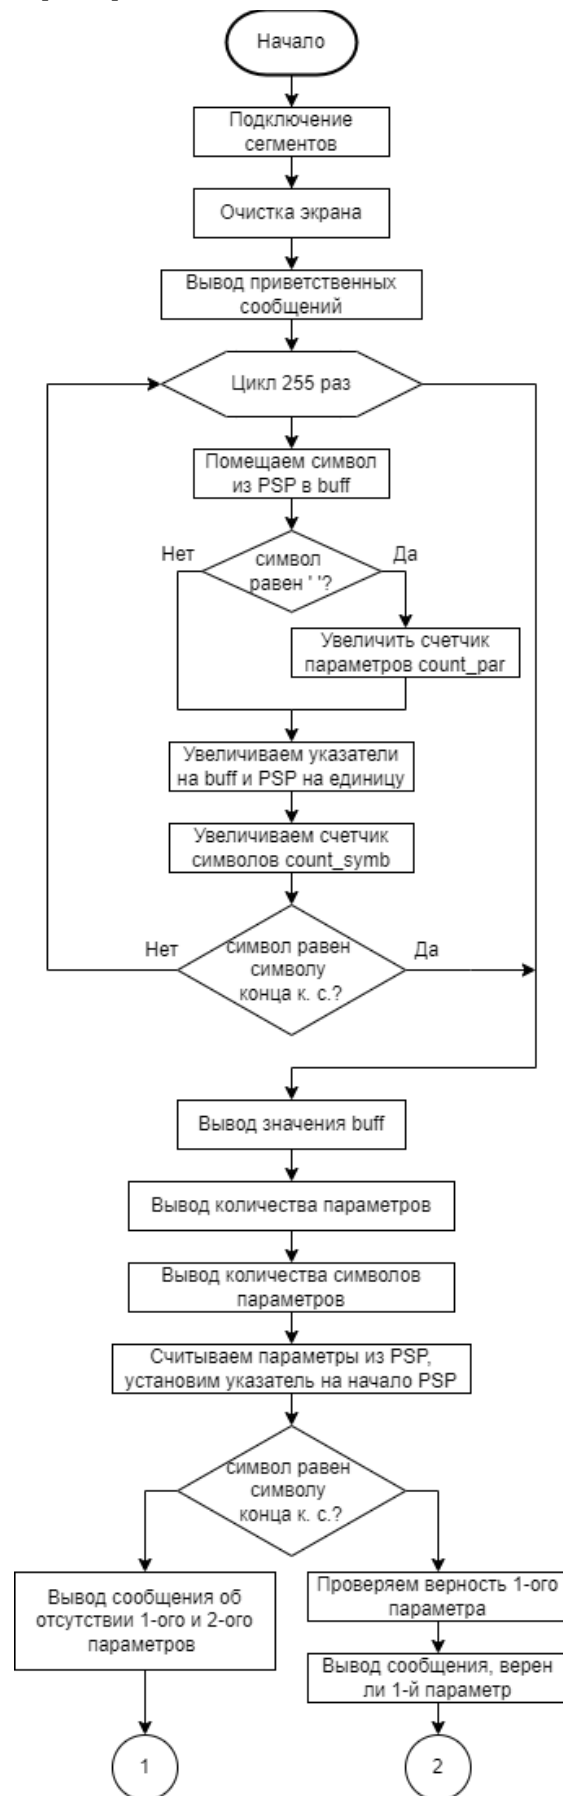 Начало
Подключение
сегментов
Очистка экрана
Вывод приветственных
сообщений
Цикл 255 раз
Помещаем символ
из PSP в buff
Нет
символ
равен ' '?
Да
Увеличить счетчик
параметров count_par
Увеличиваем указатели
на buff и PSP на единицу
Увеличиваем счетчик
символов count_symb
Нет
символ равен
символу
конца к. с.?
Да
Вывод значения buff
Вывод количества параметров
Вывод количества символов
параметров
Считываем параметры из PSP,
установим указатель на начало PSP
символ равен
символу
конца к. с.?
Вывод сообщения об
отсутствии 1-ого и 2-ого
параметров
Проверяем верность 1-ого
параметра
Вывод сообщения, верен
ли 1-й параметр
1
2